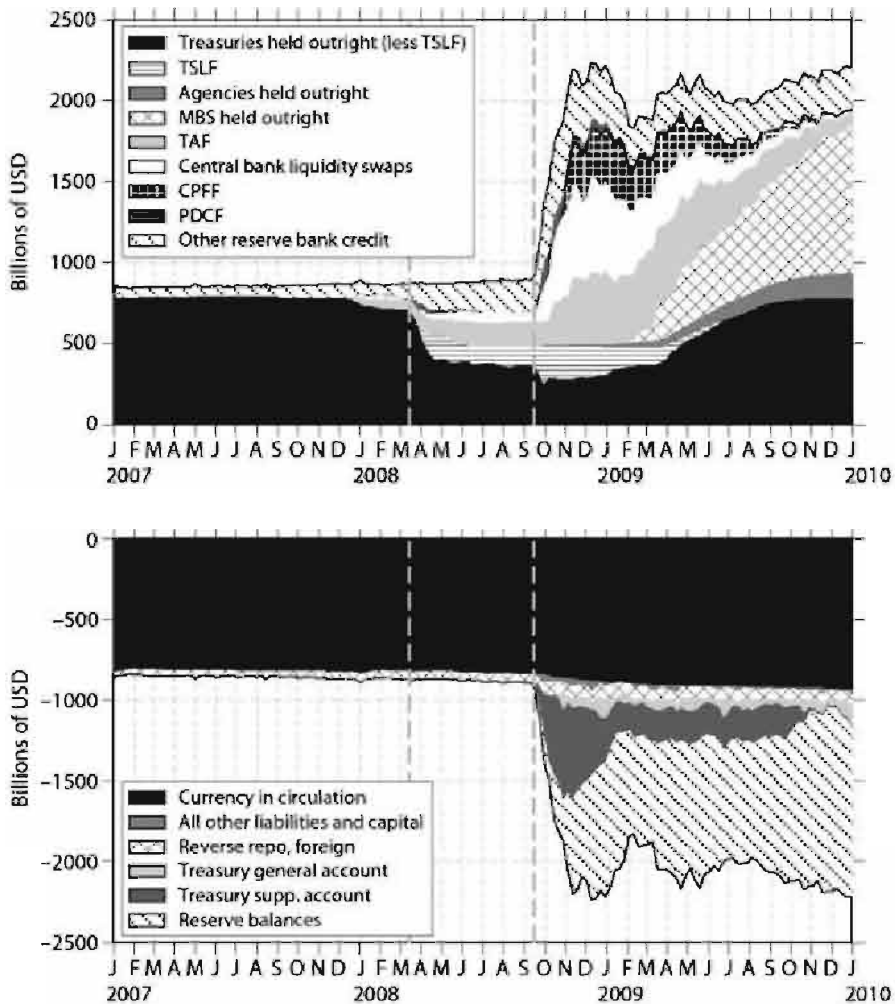 2500
2000
1500
1000
500
0
Billions of USD
Treasuries held outright (less TSLF)
TSLF
Agencies held outright
MBS held outright
TAF
Central bank liquidity swaps
CPFF
PDCF
Other reserve bank credit
J F M A M J J A S O N D J F M A M J J A S O N D J F M A M J J A S O N D J
2007 2008 2009 2010
0
−500
−1000
−1500
−2000
−2500
Billions of USD
Currency in circulation
All other liabilities and capital
Reverse repo, foreign
Treasury general account
Treasury supp. account
Reserve balances
J F M A M J J A S O N D J F M A M J J A S O N D J F M A M J J A S O N D J
2007 2008 2009 2010